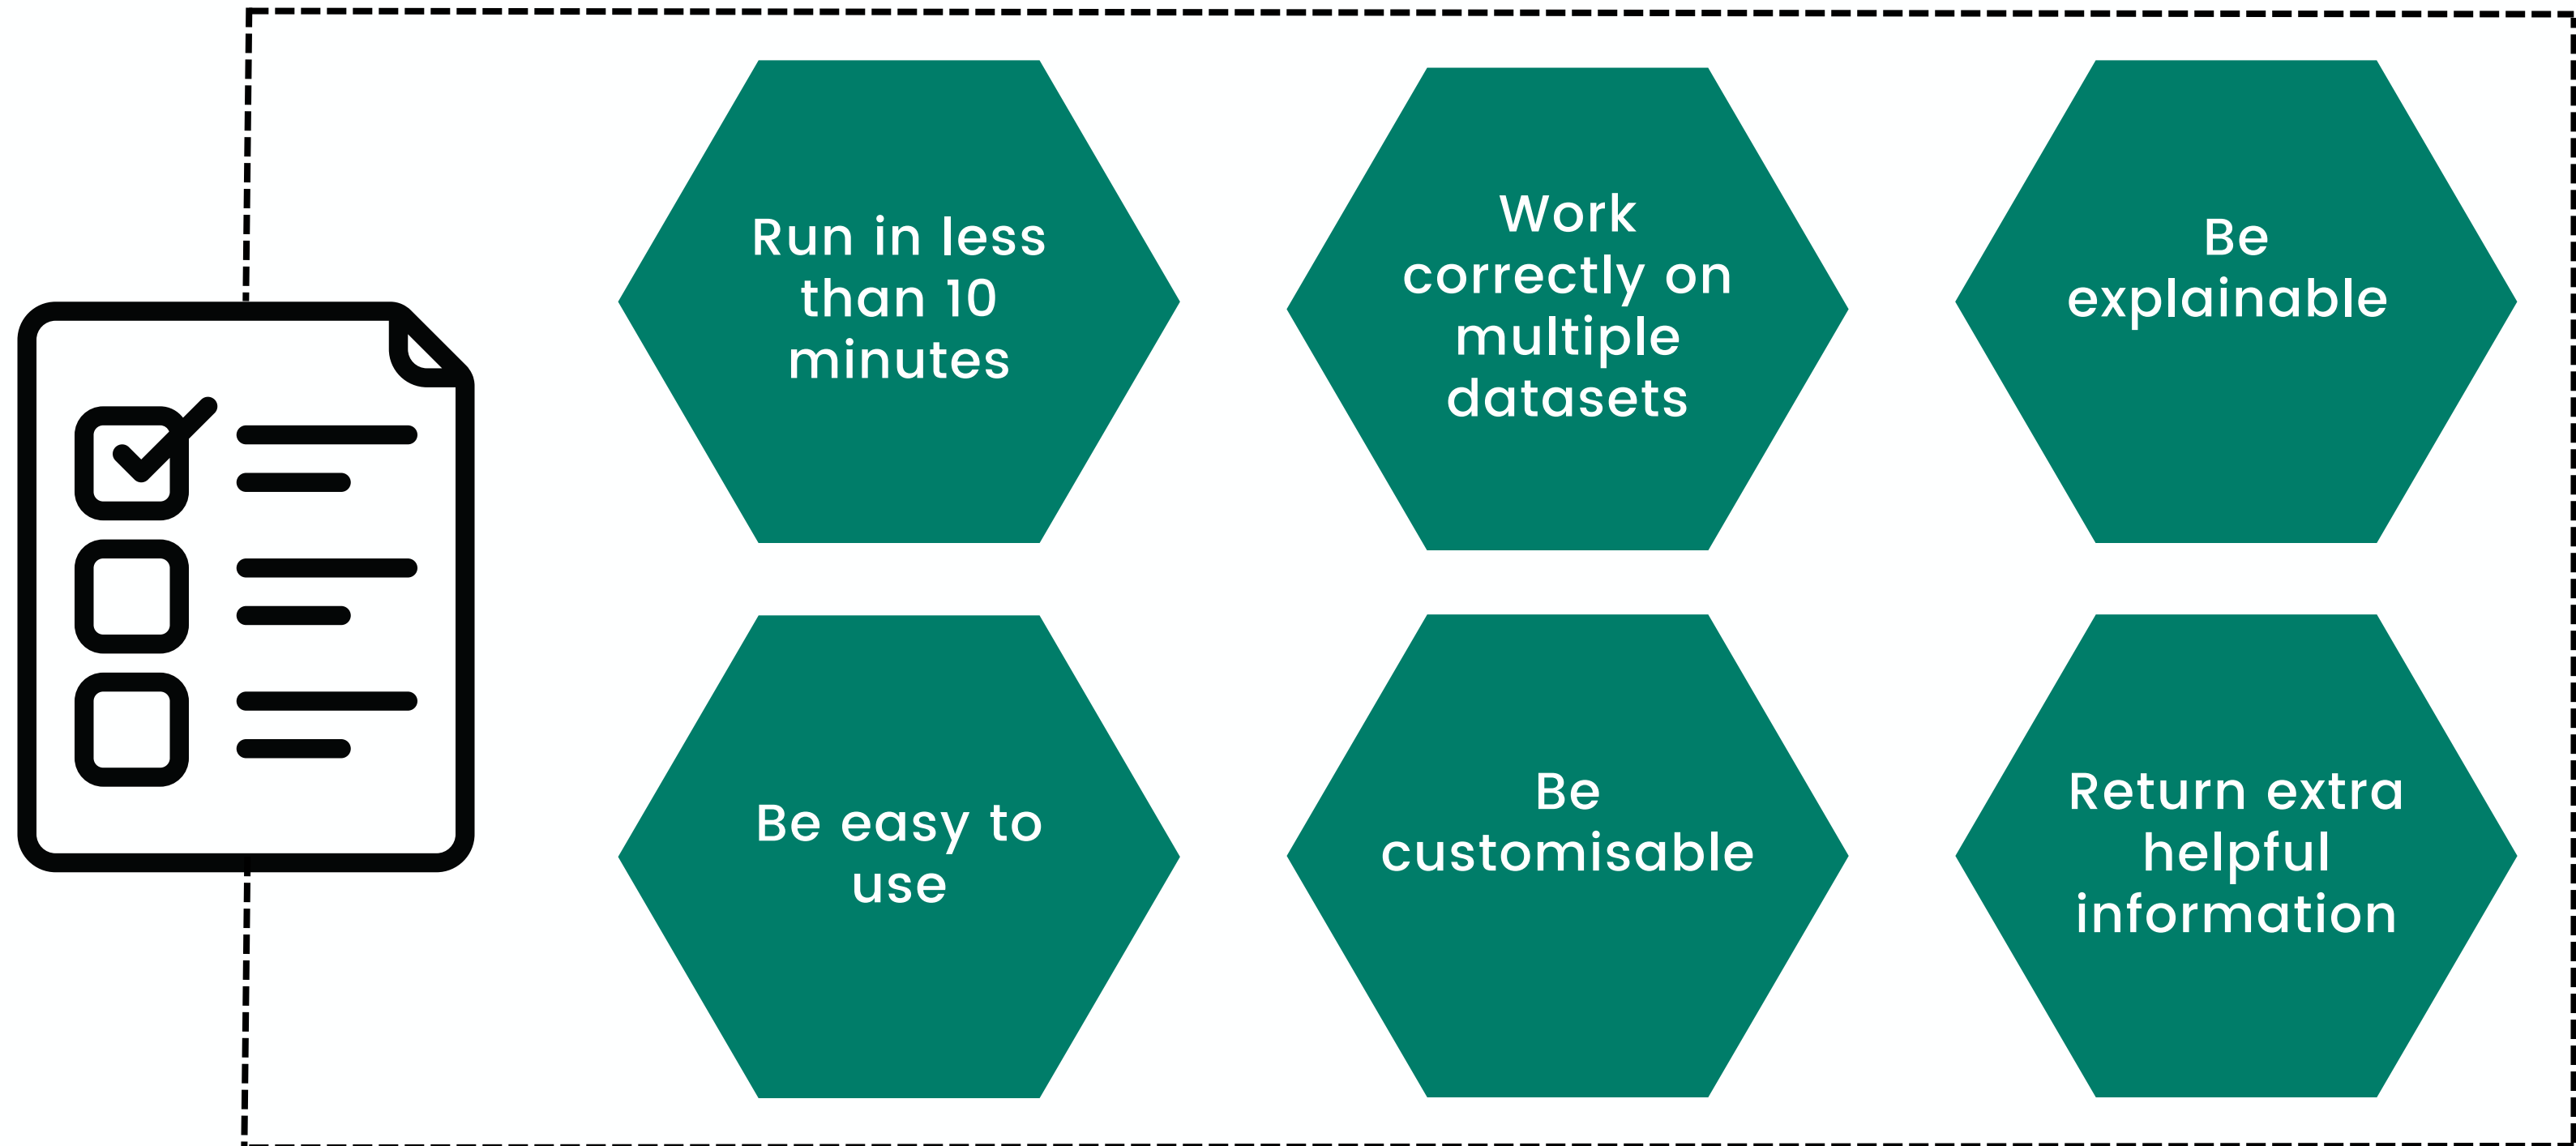 Run in less
than 10
minutes
Work
correctly on
multiple
datasets
Be
explainable
Be easy to
use
Be
customisable
Return extra
helpful
information